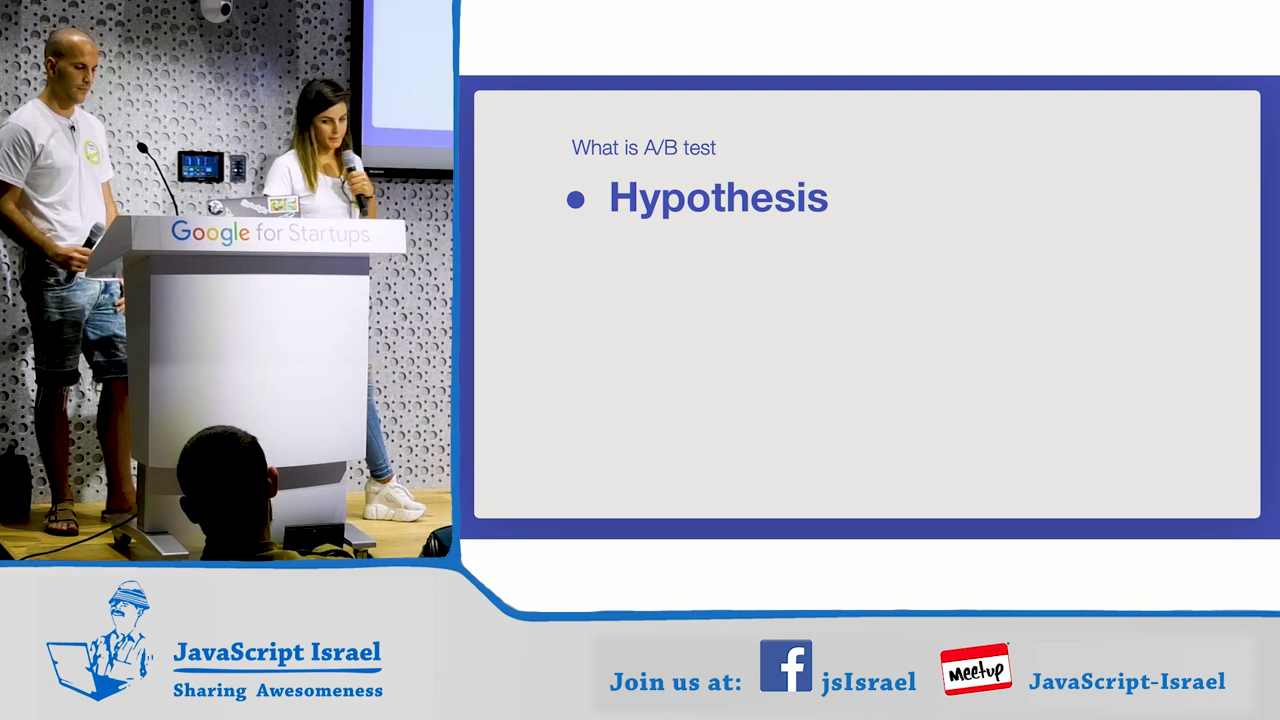 Google for Startups
What is A/B test
• Hypothesis
JavaScript Israel
Sharing Awesomeness
Join us at:
jsIsrael
Meetup
JavaScript-Israel